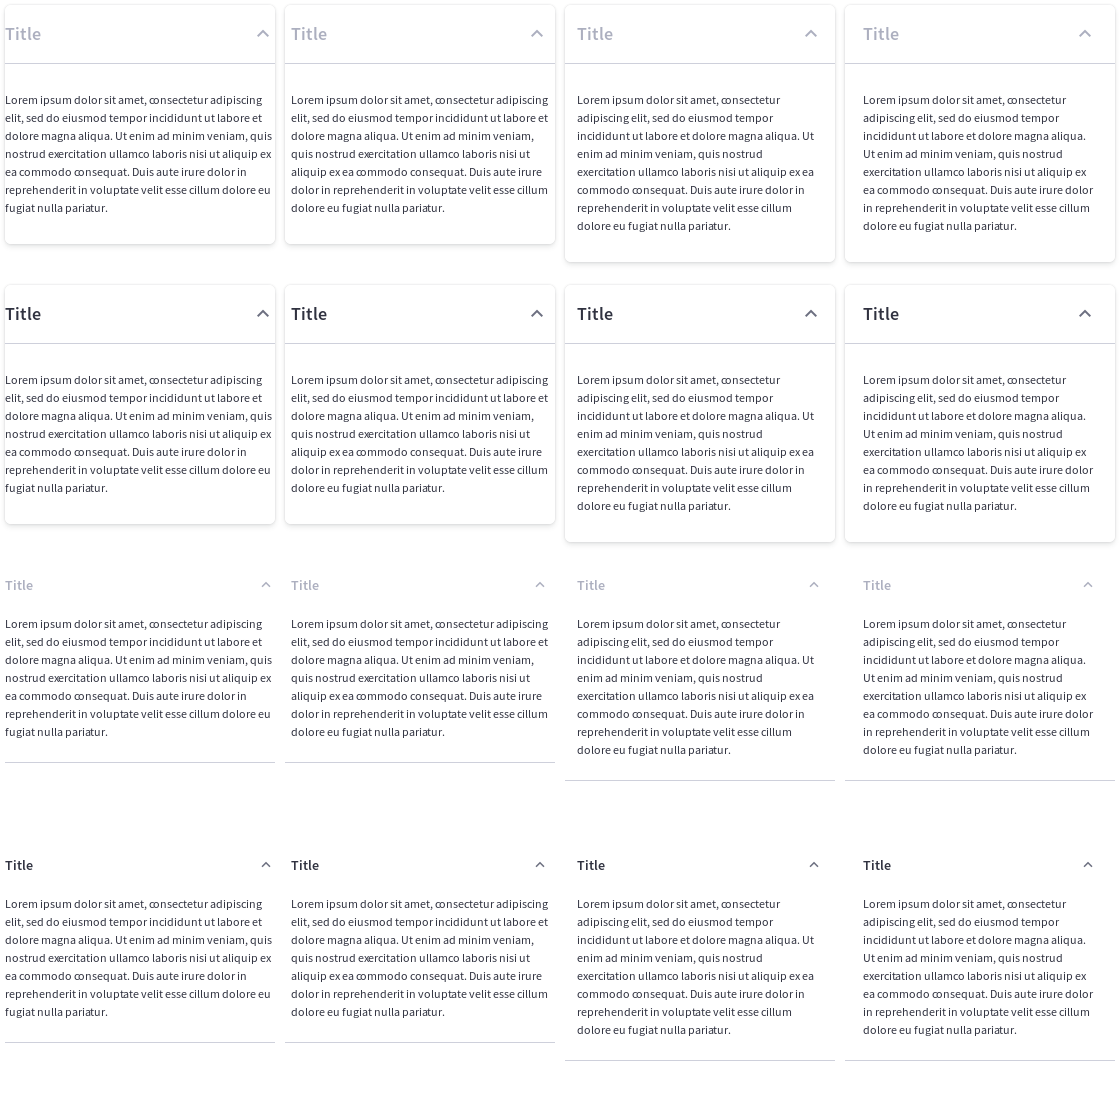 Title
Lorem ipsum dolor sit amet, consectetur adipiscing
elit, sed do eiusmod tempor incididunt ut labore et
dolore magna aliqua. Ut enim ad minim veniam, quis
nostrud exercitation ullamco laboris nisi ut aliquip ex
ea commodo consequat. Duis aute irure dolor in
reprehenderit in voluptate velit esse cillum dolore eu
fugiat nulla pariatur.
Title
Lorem ipsum dolor sit amet, consectetur adipiscing
elit, sed do eiusmod tempor incididunt ut labore et
dolore magna aliqua. Ut enim ad minim veniam,
quis nostrud exercitation ullamco laboris nisi ut
aliquip ex ea commodo consequat. Duis aute irure
dolor in reprehenderit in voluptate velit esse cillum
dolore eu fugiat nulla pariatur.
Title
Lorem ipsum dolor sit amet, consectetur
adipiscing elit, sed do eiusmod tempor
incididunt ut labore et dolore magna aliqua. Ut
enim ad minim veniam, quis nostrud
exercitation ullamco laboris nisi ut aliquip ex ea
commodo consequat. Duis aute irure dolor in
reprehenderit in voluptate velit esse cillum
dolore eu fugiat nulla pariatur.
Title
Lorem ipsum dolor sit amet, consectetur
adipiscing elit, sed do eiusmod tempor
incididunt ut labore et dolore magna aliqua.
Ut enim ad minim veniam, quis nostrud
exercitation ullamco laboris nisi ut aliquip ex
ea commodo consequat. Duis aute irure dolor
in reprehenderit in voluptate velit esse cillum
dolore eu fugiat nulla pariatur.
Title
Lorem ipsum dolor sit amet, consectetur adipiscing
elit, sed do eiusmod tempor incididunt ut labore et
dolore magna aliqua. Ut enim ad minim veniam, quis
nostrud exercitation ullamco laboris nisi ut aliquip ex
ea commodo consequat. Duis aute irure dolor in
reprehenderit in voluptate velit esse cillum dolore eu
fugiat nulla pariatur.
Title
Lorem ipsum dolor sit amet, consectetur adipiscing
elit, sed do eiusmod tempor incididunt ut labore et
dolore magna aliqua. Ut enim ad minim veniam,
quis nostrud exercitation ullamco laboris nisi ut
aliquip ex ea commodo consequat. Duis aute irure
dolor in reprehenderit in voluptate velit esse cillum
dolore eu fugiat nulla pariatur.
Title
Lorem ipsum dolor sit amet, consectetur
adipiscing elit, sed do eiusmod tempor
incididunt ut labore et dolore magna aliqua. Ut
enim ad minim veniam, quis nostrud
exercitation ullamco laboris nisi ut aliquip ex ea
commodo consequat. Duis aute irure dolor in
reprehenderit in voluptate velit esse cillum
dolore eu fugiat nulla pariatur.
Title
Lorem ipsum dolor sit amet, consectetur
adipiscing elit, sed do eiusmod tempor
incididunt ut labore et dolore magna aliqua.
Ut enim ad minim veniam, quis nostrud
exercitation ullamco laboris nisi ut aliquip ex
ea commodo consequat. Duis aute irure dolor
in reprehenderit in voluptate velit esse cillum
dolore eu fugiat nulla pariatur.
Title
Lorem ipsum dolor sit amet, consectetur adipiscing
elit, sed do eiusmod tempor incididunt ut labore et
dolore magna aliqua. Ut enim ad minim veniam, quis
nostrud exercitation ullamco laboris nisi ut aliquip ex
ea commodo consequat. Duis aute irure dolor in
reprehenderit in voluptate velit esse cillum dolore eu
fugiat nulla pariatur.
Title
Lorem ipsum dolor sit amet, consectetur adipiscing
elit, sed do eiusmod tempor incididunt ut labore et
dolore magna aliqua. Ut enim ad minim veniam,
quis nostrud exercitation ullamco laboris nisi ut
aliquip ex ea commodo consequat. Duis aute irure
dolor in reprehenderit in voluptate velit esse cillum
dolore eu fugiat nulla pariatur.
Title
Lorem ipsum dolor sit amet, consectetur
adipiscing elit, sed do eiusmod tempor
incididunt ut labore et dolore magna aliqua. Ut
enim ad minim veniam, quis nostrud
exercitation ullamco laboris nisi ut aliquip ex ea
commodo consequat. Duis aute irure dolor in
reprehenderit in voluptate velit esse cillum
dolore eu fugiat nulla pariatur.
Title
Lorem ipsum dolor sit amet, consectetur
adipiscing elit, sed do eiusmod tempor
incididunt ut labore et dolore magna aliqua.
Ut enim ad minim veniam, quis nostrud
exercitation ullamco laboris nisi ut aliquip ex
ea commodo consequat. Duis aute irure dolor
in reprehenderit in voluptate velit esse cillum
dolore eu fugiat nulla pariatur.
Title
Lorem ipsum dolor sit amet, consectetur adipiscing
elit, sed do eiusmod tempor incididunt ut labore et
dolore magna aliqua. Ut enim ad minim veniam, quis
nostrud exercitation ullamco laboris nisi ut aliquip ex
ea commodo consequat. Duis aute irure dolor in
reprehenderit in voluptate velit esse cillum dolore eu
fugiat nulla pariatur.
Title
Lorem ipsum dolor sit amet, consectetur adipiscing
elit, sed do eiusmod tempor incididunt ut labore et
dolore magna aliqua. Ut enim ad minim veniam,
quis nostrud exercitation ullamco laboris nisi ut
aliquip ex ea commodo consequat. Duis aute irure
dolor in reprehenderit in voluptate velit esse cillum
dolore eu fugiat nulla pariatur.
Title
Lorem ipsum dolor sit amet, consectetur
adipiscing elit, sed do eiusmod tempor
incididunt ut labore et dolore magna aliqua. Ut
enim ad minim veniam, quis nostrud
exercitation ullamco laboris nisi ut aliquip ex ea
commodo consequat. Duis aute irure dolor in
reprehenderit in voluptate velit esse cillum
dolore eu fugiat nulla pariatur.
Title
Lorem ipsum dolor sit amet, consectetur
adipiscing elit, sed do eiusmod tempor
incididunt ut labore et dolore magna aliqua.
Ut enim ad minim veniam, quis nostrud
exercitation ullamco laboris nisi ut aliquip ex
ea commodo consequat. Duis aute irure dolor
in reprehenderit in voluptate velit esse cillum
dolore eu fugiat nulla pariatur.